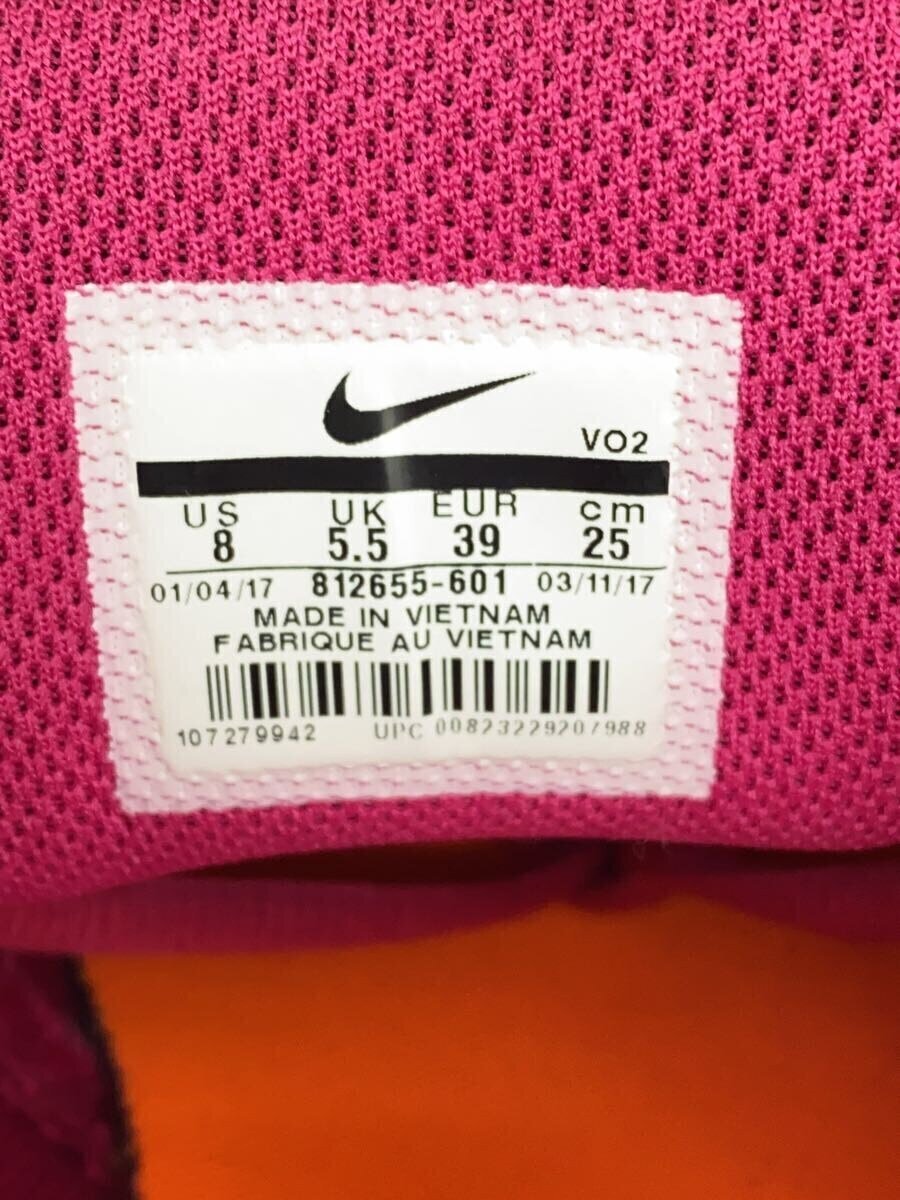 VO2
US UK EUR cm
8 5.5 39 25
01/04/17 812655-601 03/11/17
MADE IN VIETNAM
FABRIQUE AU VIETNAM
107279942 UPC 00823229207988